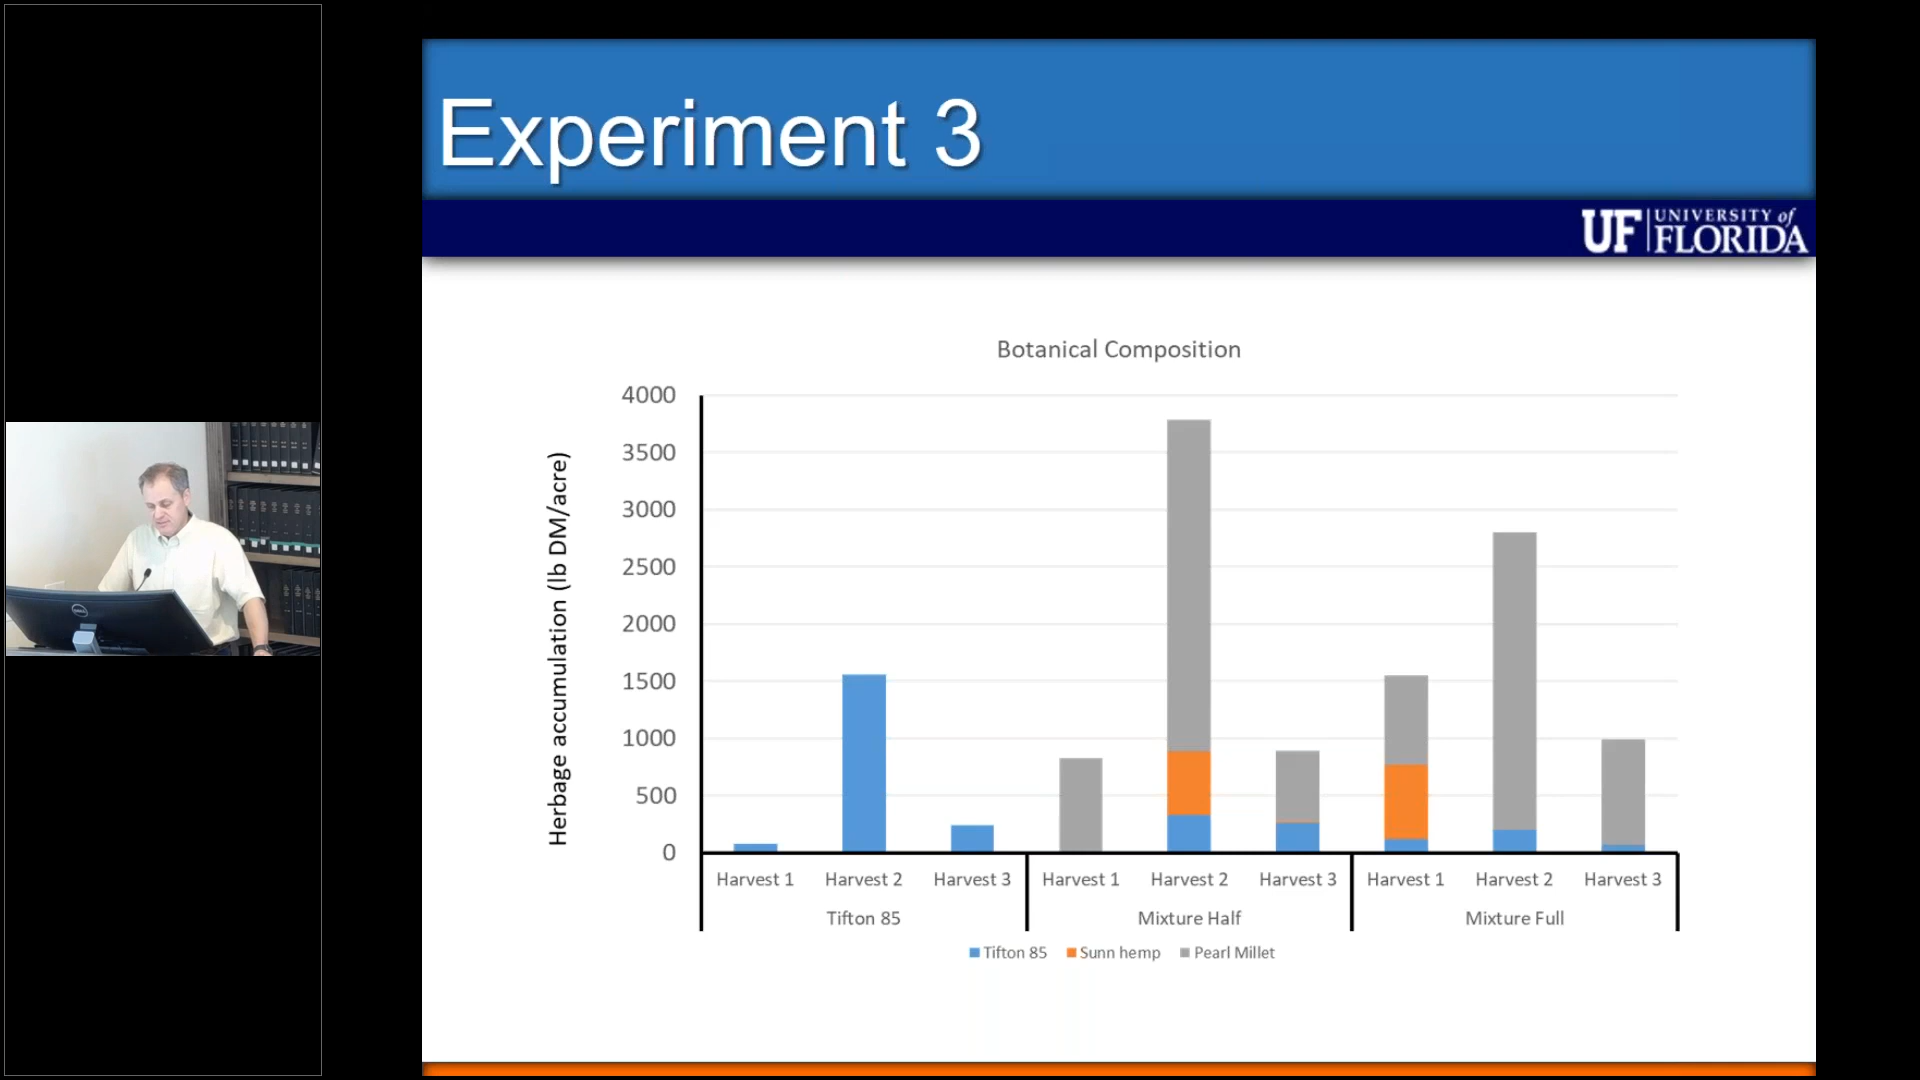 Experiment 3
UF UNIVERSITY of
FLORIDA
Botanical Composition
Herbage accumulation (lb DM/acre)
4000
3500
3000
2500
2000
1500
1000
500
0
Harvest 1 Harvest 2 Harvest 3 Harvest 1 Harvest 2 Harvest 3 Harvest 1 Harvest 2 Harvest 3
Tifton 85 Mixture Half Mixture Full
Tifton 85 Sunn hemp Pearl Millet
DELL